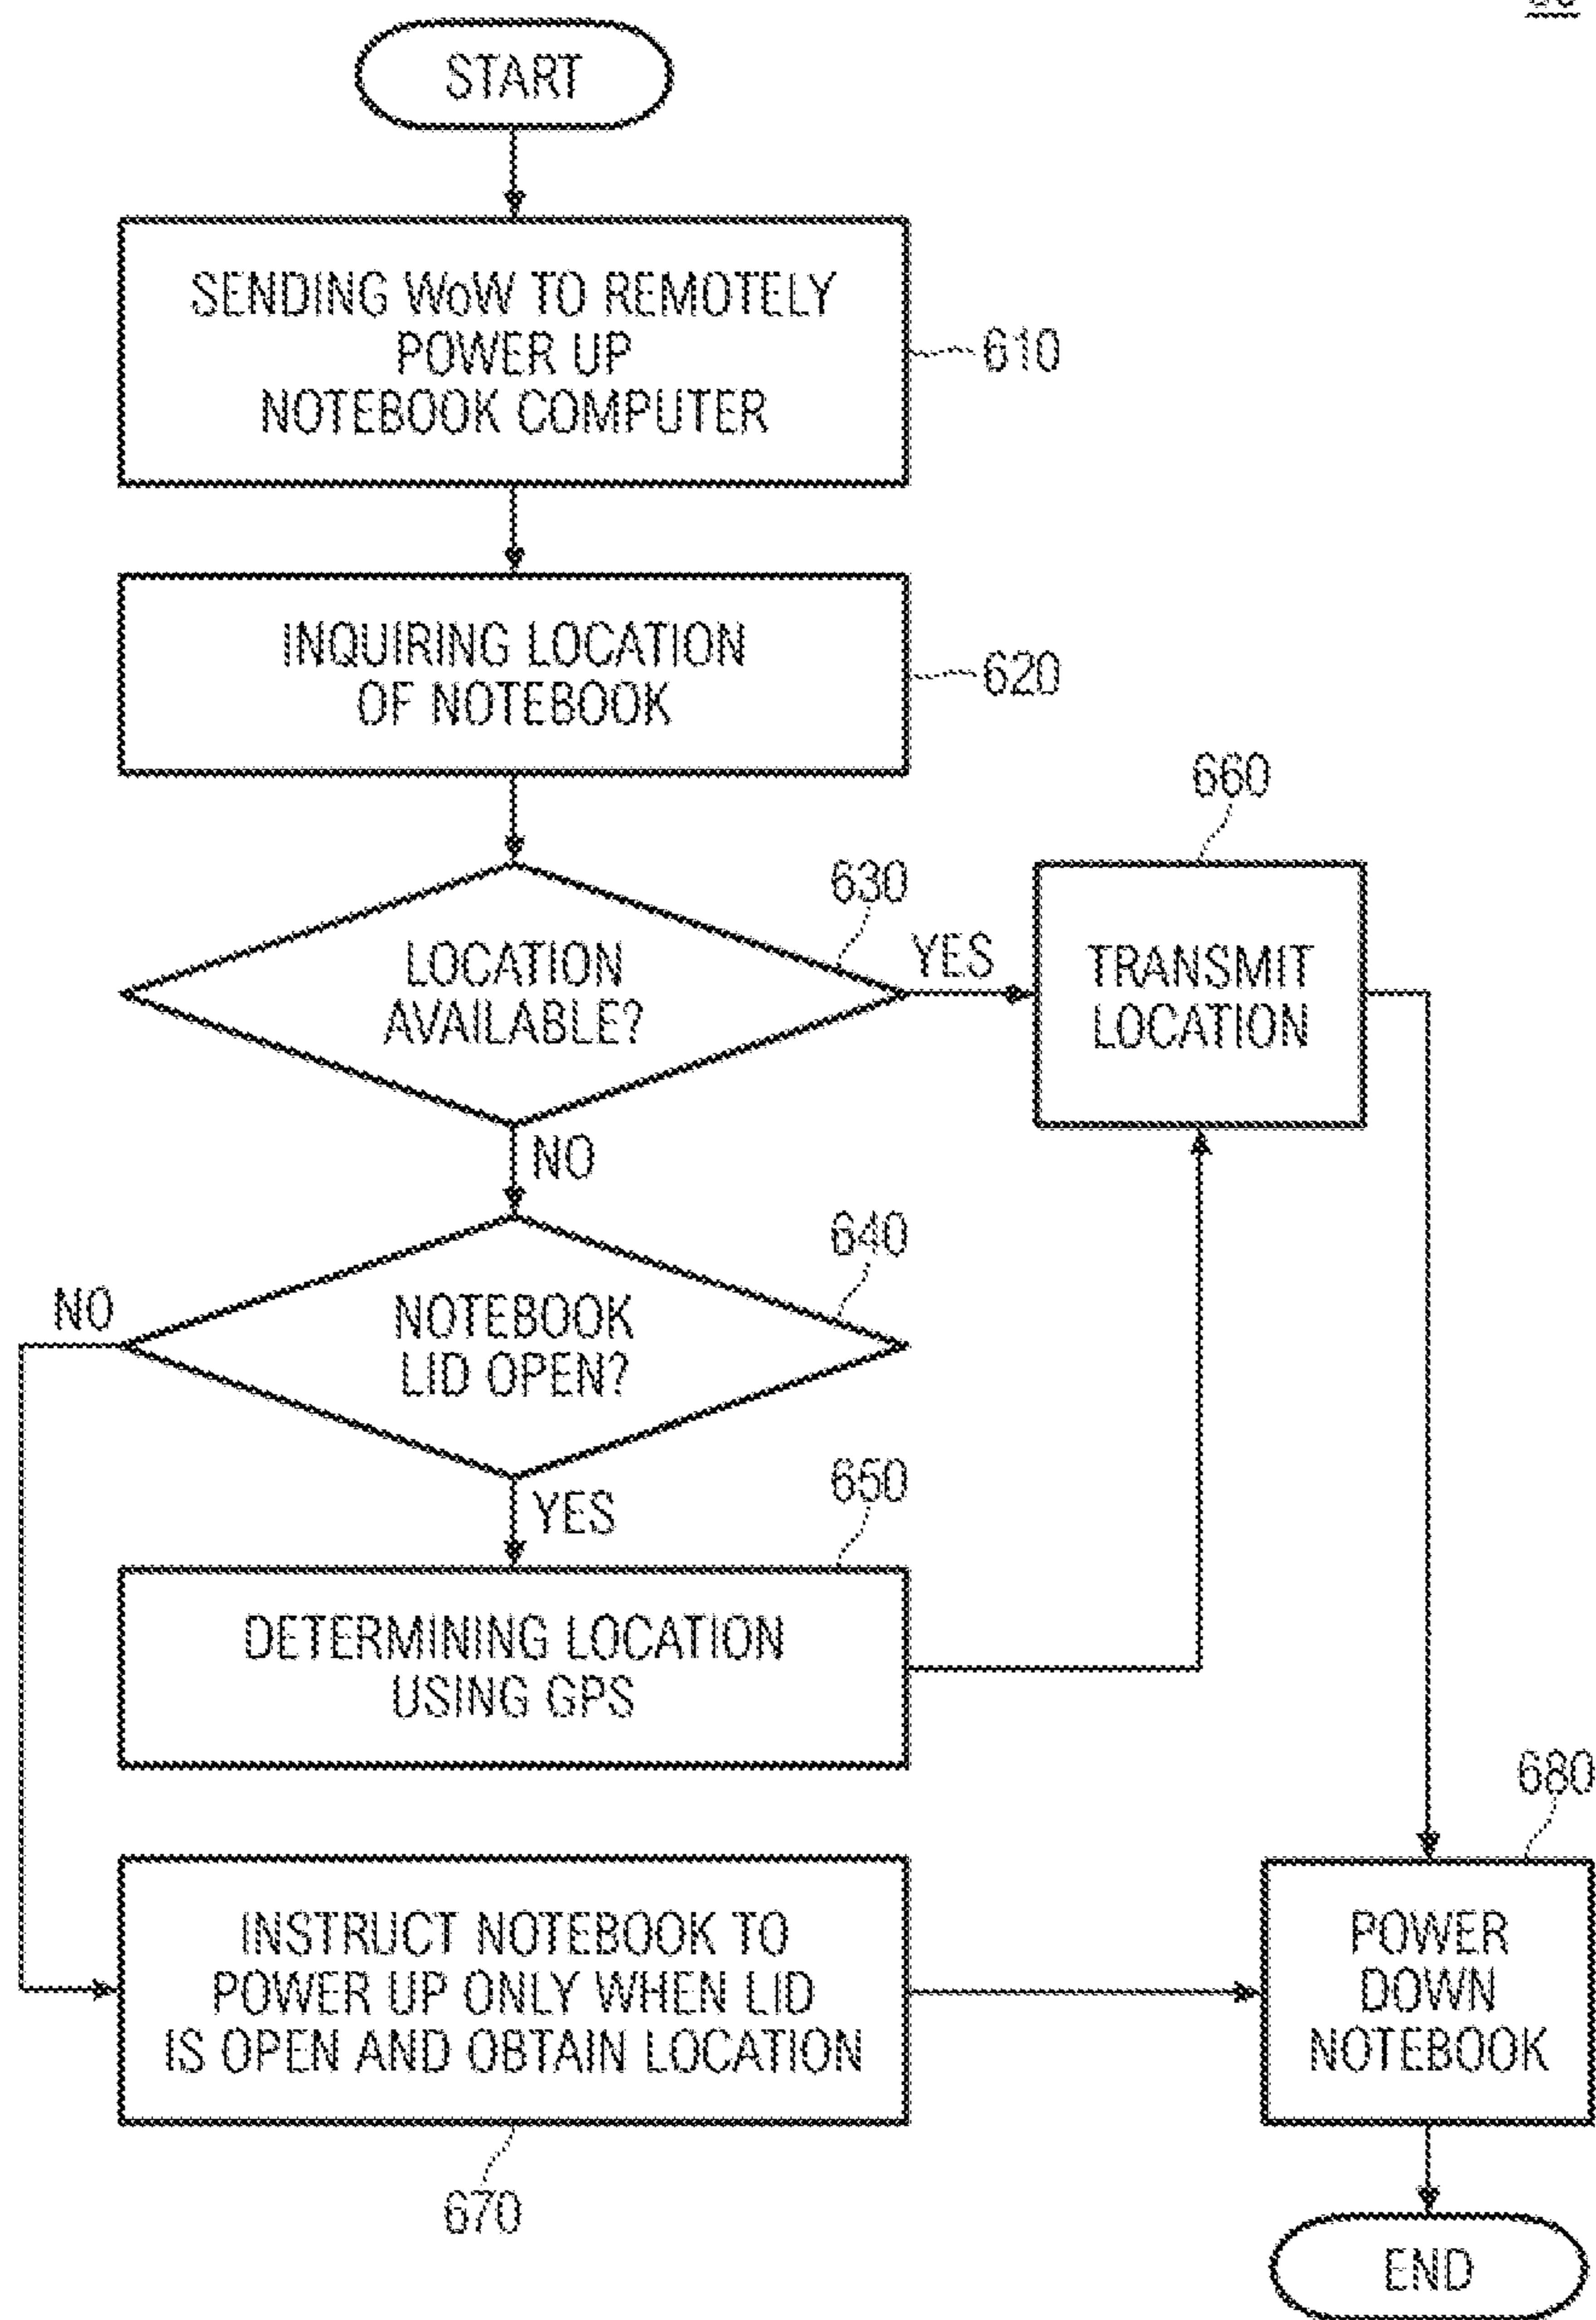 START
SENDING WoW TO REMOTELY
POWER UP
NOTEBOOK COMPUTER
610
INQUIRING LOCATION
OF NOTEBOOK
620
660
630
LOCATION
AVAILABLE?
YES
TRANSMIT
LOCATION
NO
640
NO
NOTEBOOK
LID OPEN?
650
YES
DETERMINING LOCATION
USING GPS
680
INSTRUCT NOTEBOOK TO
POWER UP ONLY WHEN LID
IS OPEN AND OBTAIN LOCATION
POWER
DOWN
NOTEBOOK
670
END